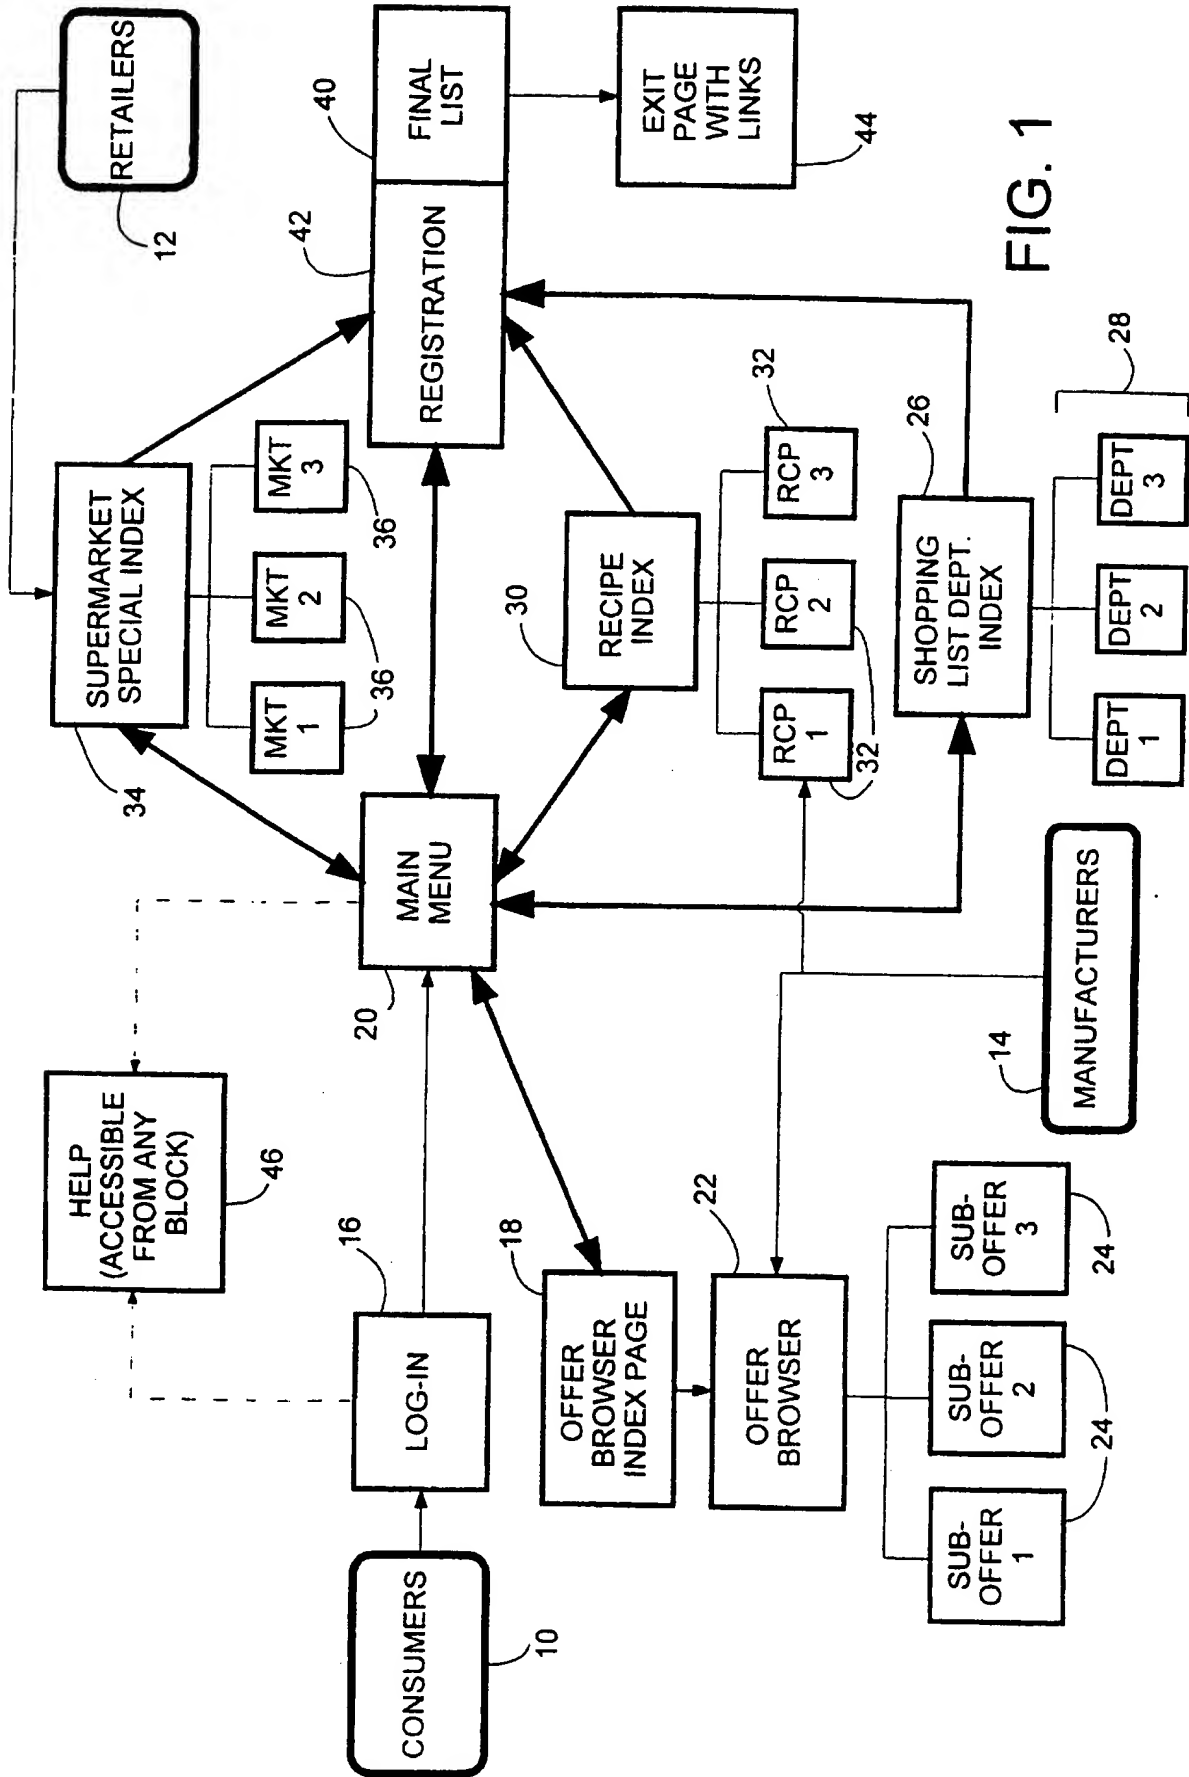 RETAILERS
12
SUPERMARKET
SPECIAL INDEX
34
MKT
1
MKT
2
MKT
3
36
36
HELP
(ACCESSIBLE
FROM ANY
BLOCK)
46
CONSUMERS
10
LOG-IN
16
MAIN
MENU
20
REGISTRATION
42
FINAL
LIST
40
EXIT
PAGE
WITH
LINKS
44
OFFER
BROWSER
INDEX PAGE
18
RECIPE
INDEX
30
OFFER
BROWSER
22
RCP
1
RCP
2
RCP
3
32
32
SUB-
OFFER
1
SUB-
OFFER
2
SUB-
OFFER
3
24
24
SHOPPING
LIST DEPT.
INDEX
26
MANUFACTURERS
14
DEPT
1
DEPT
2
DEPT
3
28
FIG. 1